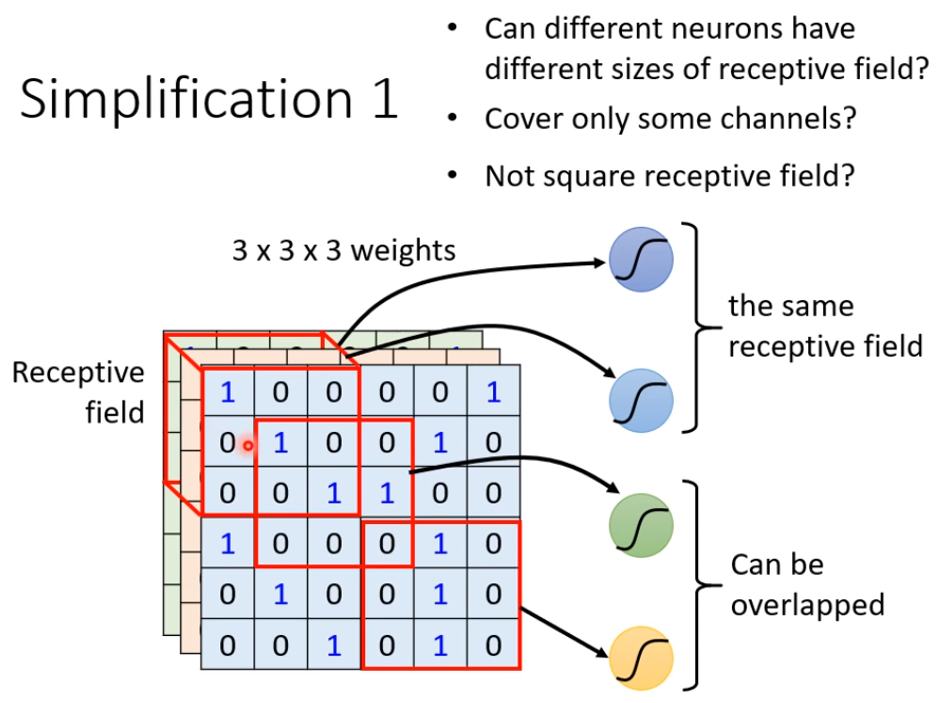 Simplification 1
• Can different neurons have
different sizes of receptive field?
• Cover only some channels?
• Not square receptive field?
3 x 3 x 3 weights
the same
receptive field
Receptive
field
1 0 0 0 0 1
0 1 0 0 1 0
0 0 1 1 0 0
1 0 0 0 1 0
0 1 0 0 1 0
0 0 1 0 1 0
Can be
overlapped